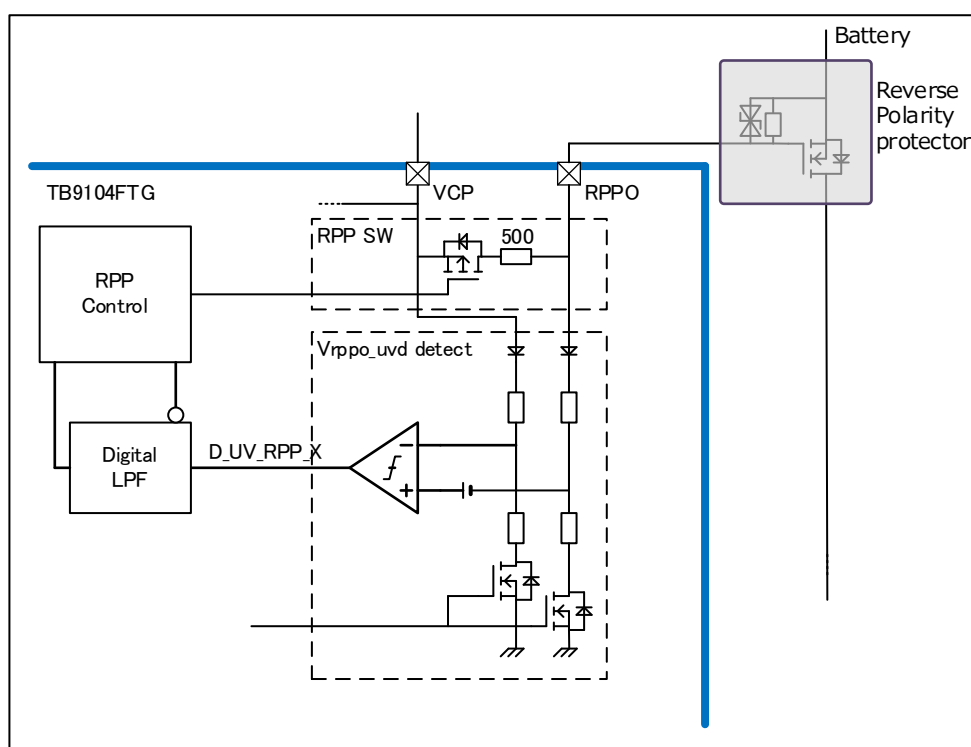 Battery
Reverse
Polarity
protector
TB9104FTG
VCP
RPPO
RPP SW
500
RPP
Control
Vrppo_uvd detect
Digital
LPF
D_UV_RPP_X